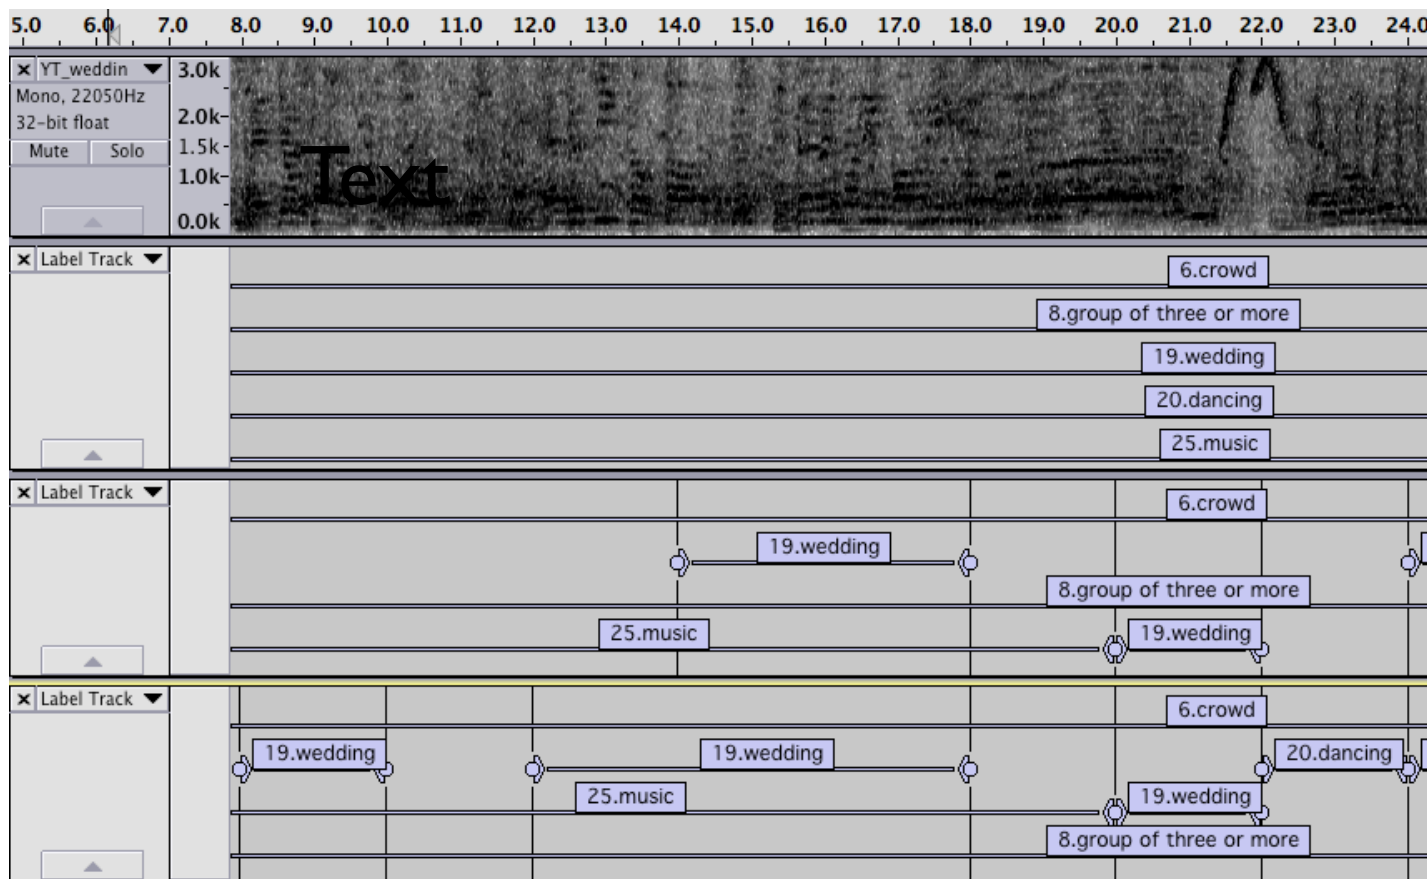 5.0 6.0 7.0 8.0 9.0 10.0 11.0 12.0 13.0 14.0 15.0 16.0 17.0 18.0 19.0 20.0 21.0 22.0 23.0 24.0
YT_weddin
Mono, 22050Hz
32-bit float
Mute Solo
3.0k
2.0k
1.5k
1.0k
0.0k
Text
Label Track
6.crowd
8.group of three or more
19.wedding
20.dancing
25.music
Label Track
6.crowd
19.wedding
8.group of three or more
25.music 19.wedding
Label Track
6.crowd
19.wedding 19.wedding 20.dancing
25.music 19.wedding
8.group of three or more